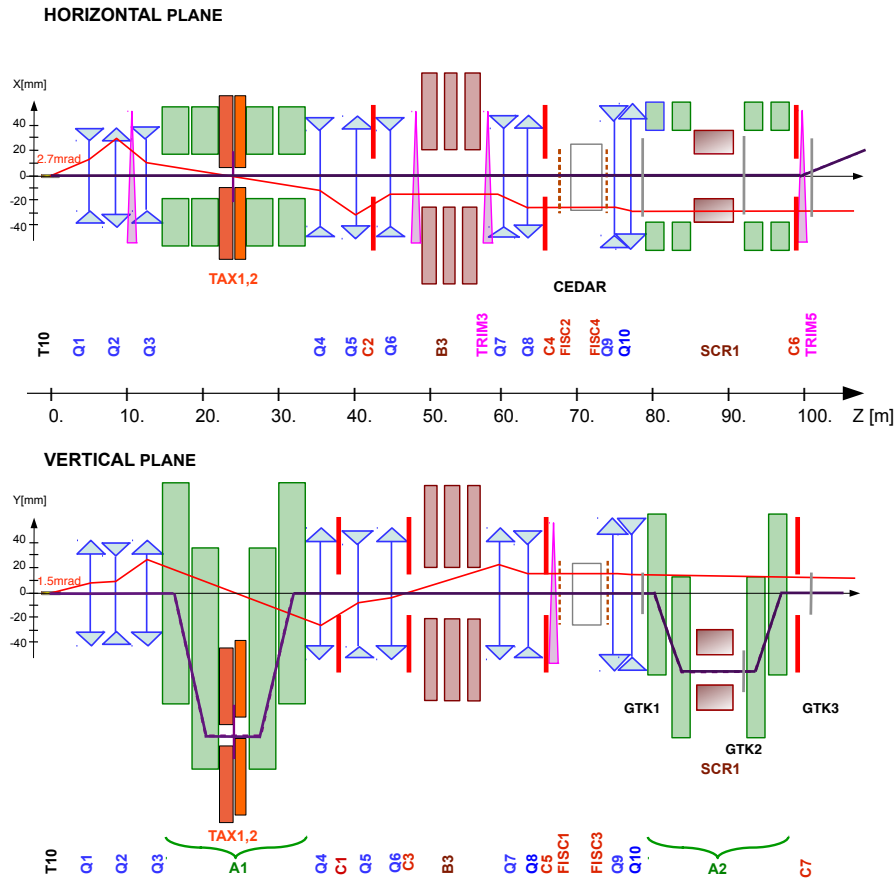 HORIZONTAL PLANE
X[mm]
40
20
2.7mrad
0
-20
-40
TAX1,2
CEDAR
T10 Q1 Q2 Q3 Q4 Q5 C2 Q6 B3 TRIM3 Q7 Q8 C4 FISC2 FISC4 Q9 Q10 SCR1 C6 TRIM5
0. 10. 20. 30. 40. 50. 60. 70. 80. 90. 100. Z [m]
VERTICAL PLANE
Y[mm]
40
20
1.5mrad
0
-20
-40
GTK1 GTK3
GTK2
SCR1
TAX1,2
T10 Q1 Q2 Q3 A1 Q4 C1 Q5 Q6 C3 B3 Q7 Q8 C5 FISC1 FISC3 Q9 Q10 A2 C7